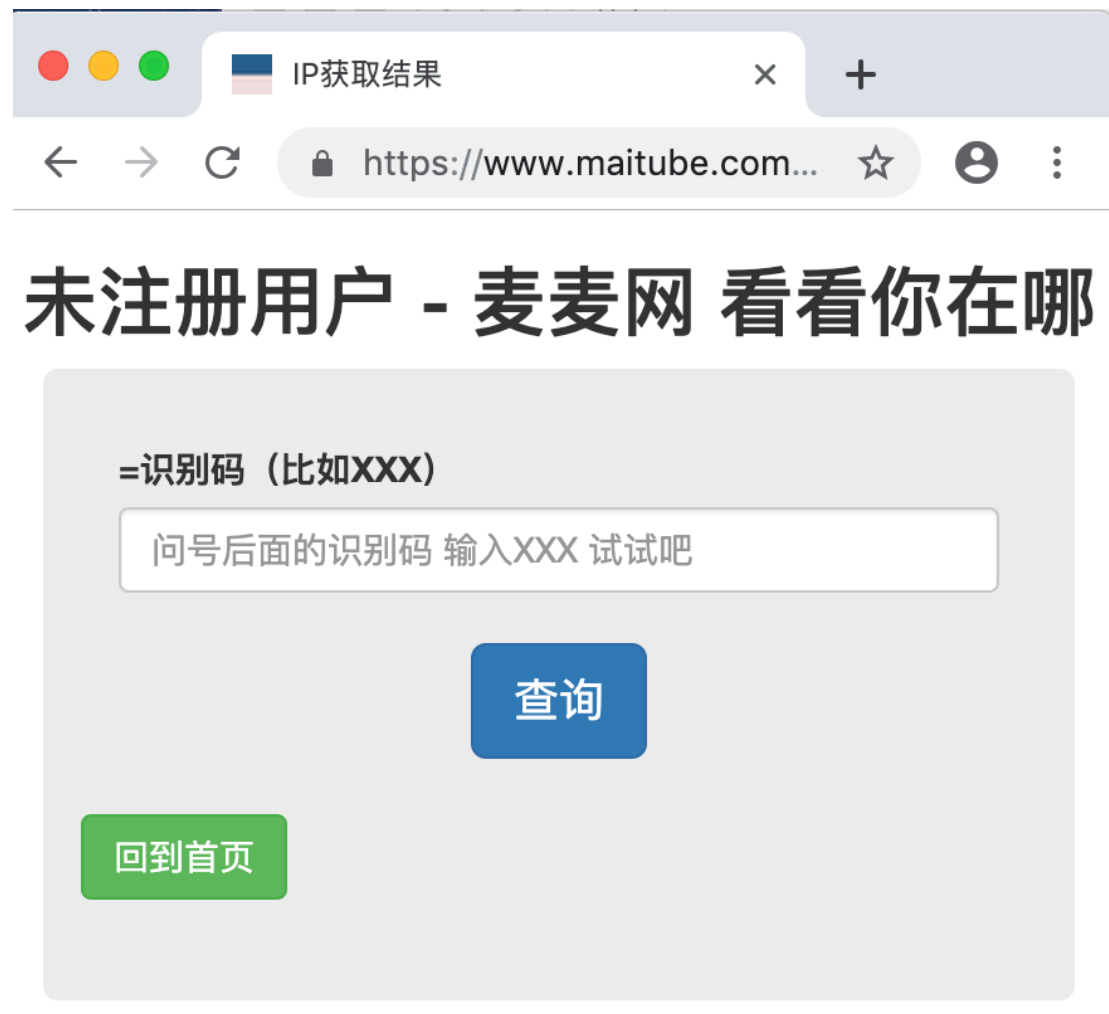 IP获取结果
https://www.maitube.com...
未注册用户 - 麦麦网 看看你在哪
=识别码（比如XXX）
问号后面的识别码 输入XXX 试试吧
查询
回到首页